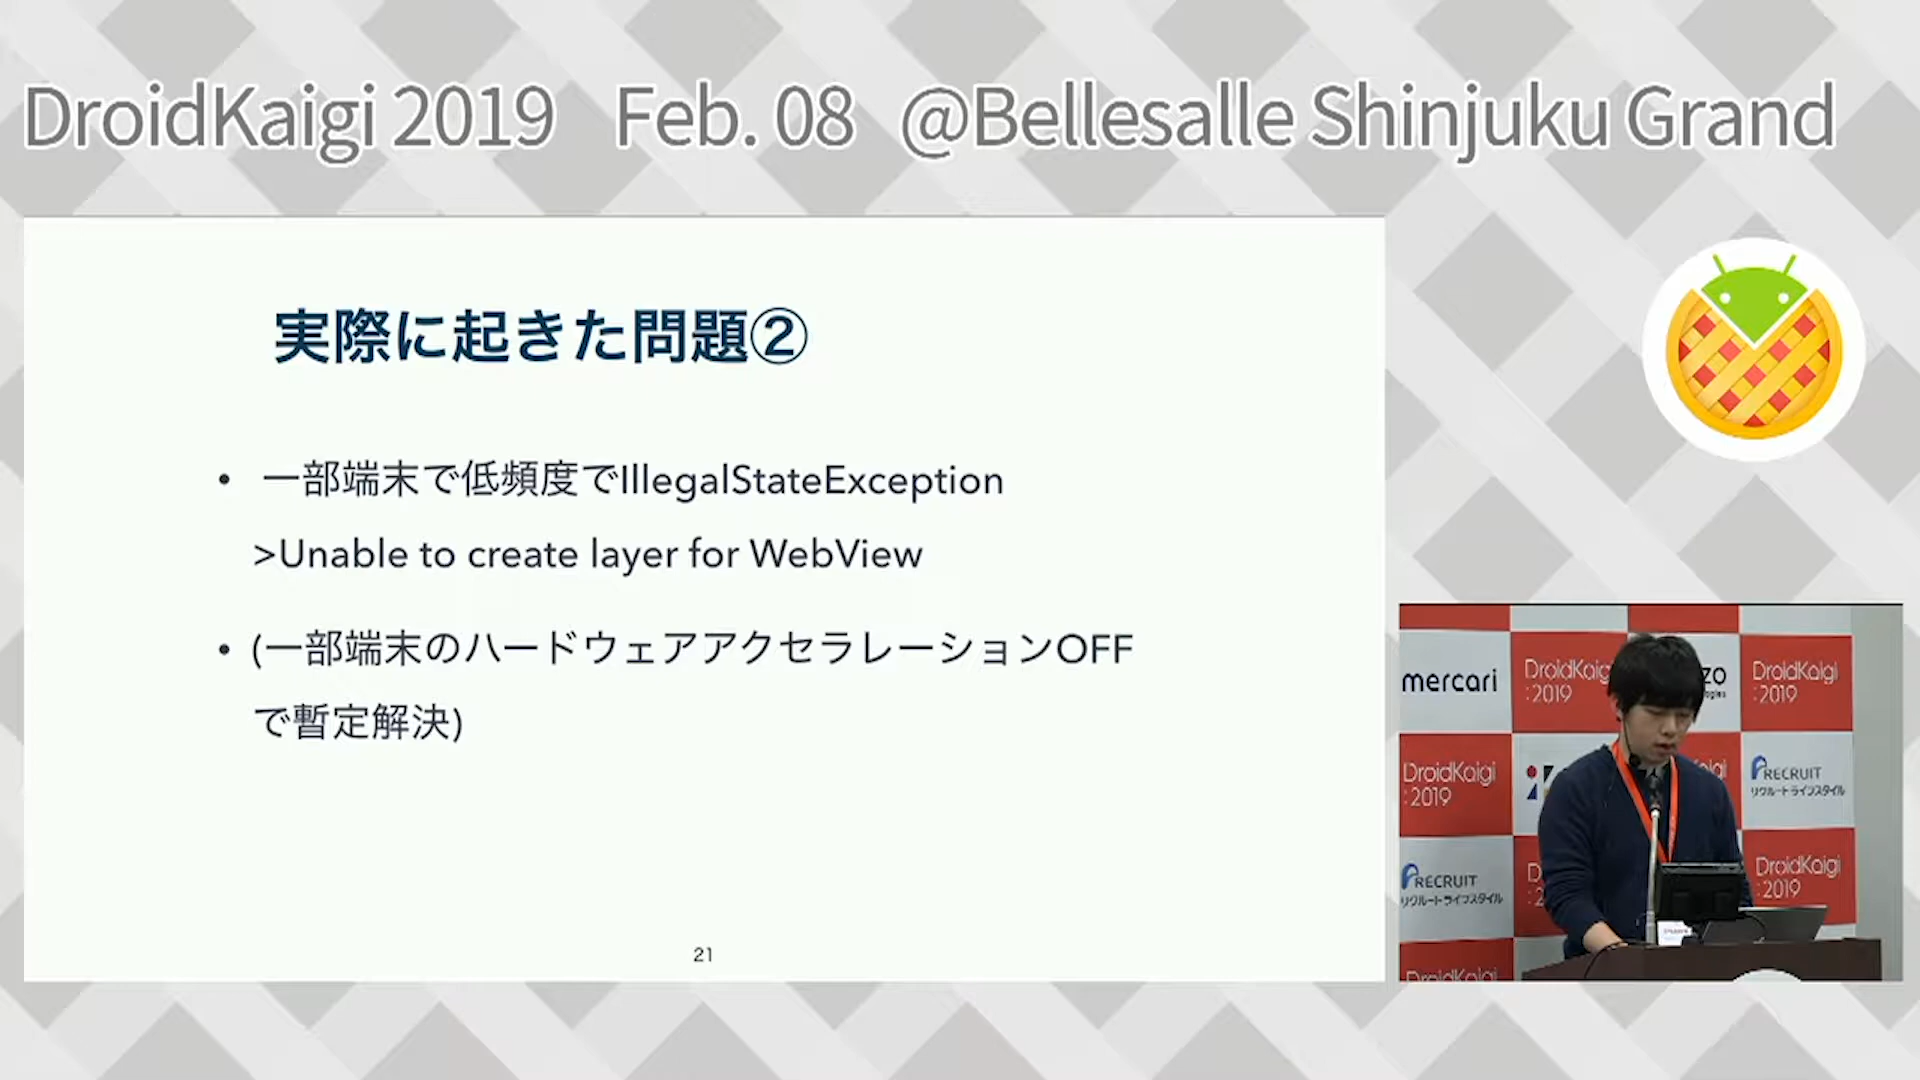 DroidKaigi 2019 Feb. 08 @Bellesalle Shinjuku Grand
実際に起きた問題②
• 一部端末で低頻度でIllegalStateException
>Unable to create layer for WebView
• (一部端末のハードウェアアクセラレーションOFF
で暫定解決)
21
mercari
DroidKaigi
:2019
DroidKaigi
:2019
DroidKaigi
:2019
RECRUIT
リクルートライフスタイル
RECRUIT
リクルートライフスタイル
DroidKaigi
:2019
DroidKaigi